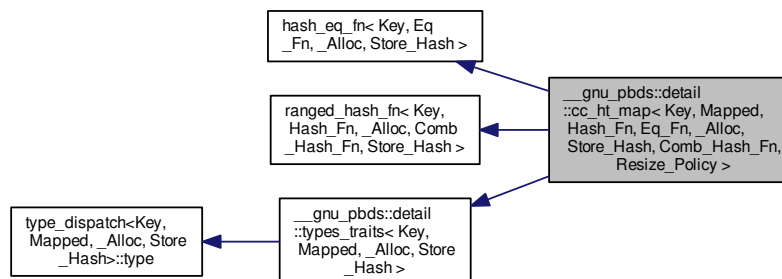 hash_eq_fn< Key, Eq
_Fn, _Alloc, Store_Hash >
ranged_hash_fn< Key,
Hash_Fn, _Alloc, Comb
_Hash_Fn, Store_Hash >
type_dispatch<Key,
Mapped, _Alloc, Store
_Hash>::type
__gnu_pbds::detail
::types_traits< Key,
Mapped, _Alloc, Store
_Hash >
__gnu_pbds::detail
::cc_ht_map< Key, Mapped,
Hash_Fn, Eq_Fn, _Alloc,
Store_Hash, Comb_Hash_Fn,
Resize_Policy >